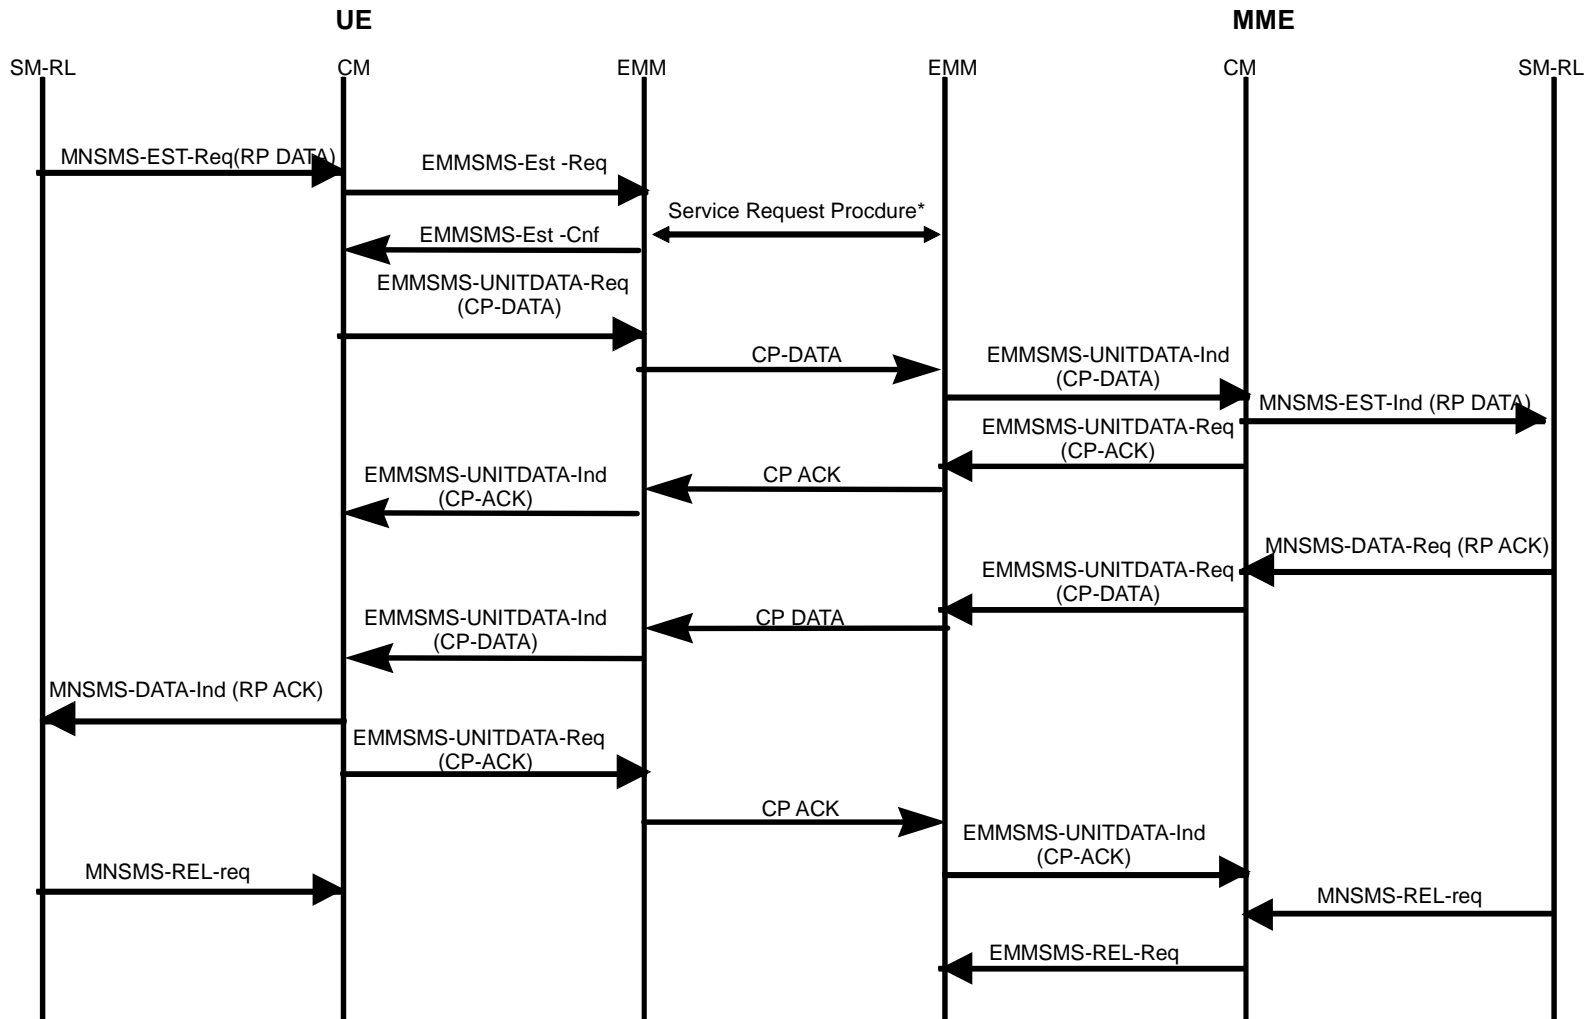 UE
MME
SM-RL
CM
EMM
EMM
CM
SM-RL
MNSMS-EST-Req(RP DATA)
EMMSMS-Est -Req
Service Request Procdure*
EMMSMS-Est -Cnf
EMMSMS-UNITDATA-Req
(CP-DATA)
CP-DATA
EMMSMS-UNITDATA-Ind
(CP-DATA)
MNSMS-EST-Ind (RP DATA)
EMMSMS-UNITDATA-Req
(CP-ACK)
CP ACK
EMMSMS-UNITDATA-Ind
(CP-ACK)
MNSMS-DATA-Req (RP ACK)
EMMSMS-UNITDATA-Req
(CP-DATA)
CP DATA
EMMSMS-UNITDATA-Ind
(CP-DATA)
MNSMS-DATA-Ind (RP ACK)
EMMSMS-UNITDATA-Req
(CP-ACK)
CP ACK
EMMSMS-UNITDATA-Ind
(CP-ACK)
MNSMS-REL-req
MNSMS-REL-req
EMMSMS-REL-Req